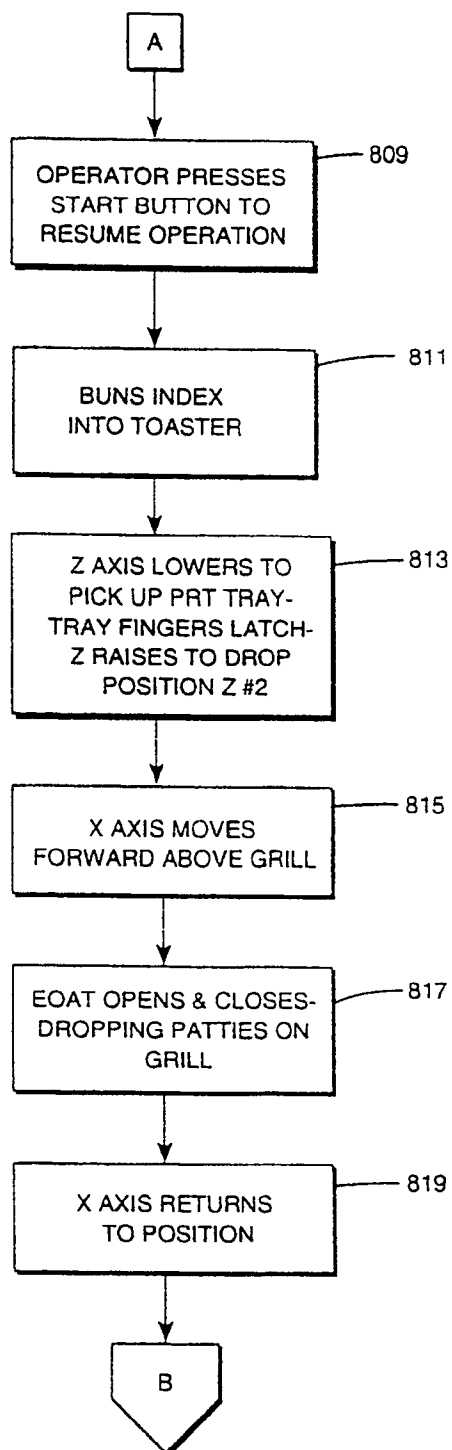 A
809
OPERATOR PRESSES
START BUTTON TO
RESUME OPERATION
811
BUNS INDEX
INTO TOASTER
813
Z AXIS LOWERS TO
PICK UP PRT TRAY-
TRAY FINGERS LATCH-
Z RAISES TO DROP
POSITION Z #2
815
X AXIS MOVES
FORWARD ABOVE GRILL
817
EOAT OPENS & CLOSES-
DROPPING PATTIES ON
GRILL
819
X AXIS RETURNS
TO POSITION
B